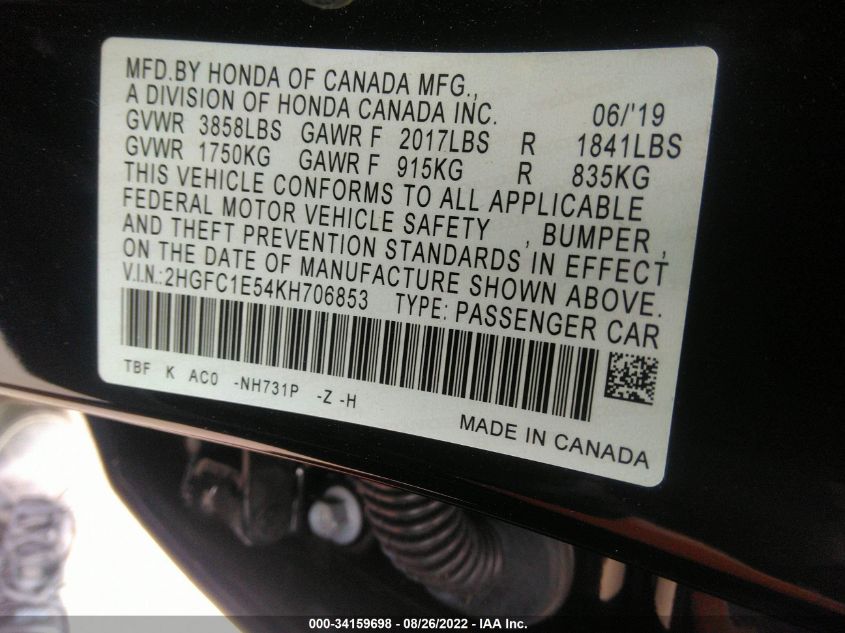 MFD.BY HONDA OF CANADA MFG.,
A DIVISION OF HONDA CANADA INC. 06/'19
GVWR 3858LBS GAWR F 2017LBS R 1841LBS
GVWR 1750KG GAWR F 915KG R 835KG
THIS VEHICLE CONFORMS TO ALL APPLICABLE
FEDERAL MOTOR VEHICLE SAFETY , BUMPER ,
AND THEFT PREVENTION STANDARDS IN EFFECT
ON THE DATE OF MANUFACTURE SHOWN ABOVE.
V.I.N.:2HGFC1E54KH706853 TYPE:PASSENGER CAR
TBF K AC0 -NH731P -Z -H
MADE IN CANADA
000-34159698 - 08/26/2022 - IAA Inc.